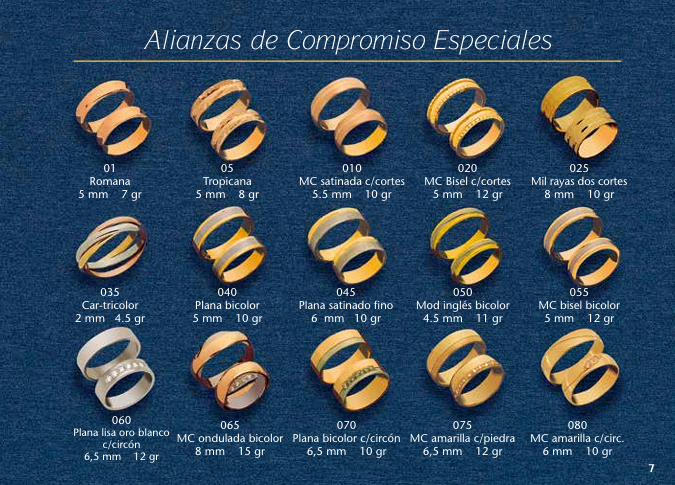 Alianzas de Compromiso Especiales
01
Romana
5 mm 7 gr
05
Tropicana
5 mm 8 gr
010
MC satinada c/cortes
5.5 mm 10 gr
020
MC Bisel c/cortes
5 mm 12 gr
025
Mil rayas dos cortes
8 mm 10 gr
035
Car-tricolor
2 mm 4.5 gr
040
Plana bicolor
5 mm 10 gr
045
Plana satinado fino
6 mm 10 gr
050
Mod inglés bicolor
4.5 mm 11 gr
055
MC bisel bicolor
5 mm 12 gr
060
Plana lisa oro blanco
c/circón
6,5 mm 12 gr
065
MC ondulada bicolor
8 mm 15 gr
070
Plana bicolor c/circón
6,5 mm 10 gr
075
MC amarilla c/piedra
6,5 mm 12 gr
080
MC amarilla c/circ.
6 mm 10 gr
7